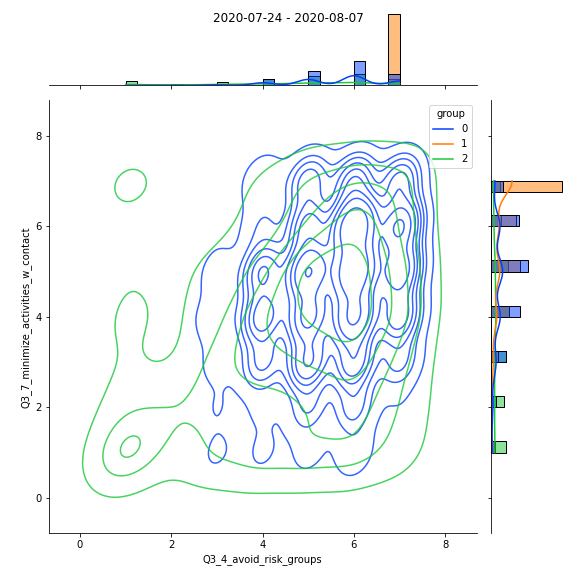 2020-07-24 - 2020-08-07
group
0
1
2
8
6
4
2
0
Q3_7_minimize_activities_w_contact
0 2 4 6 8
Q3_4_avoid_risk_groups